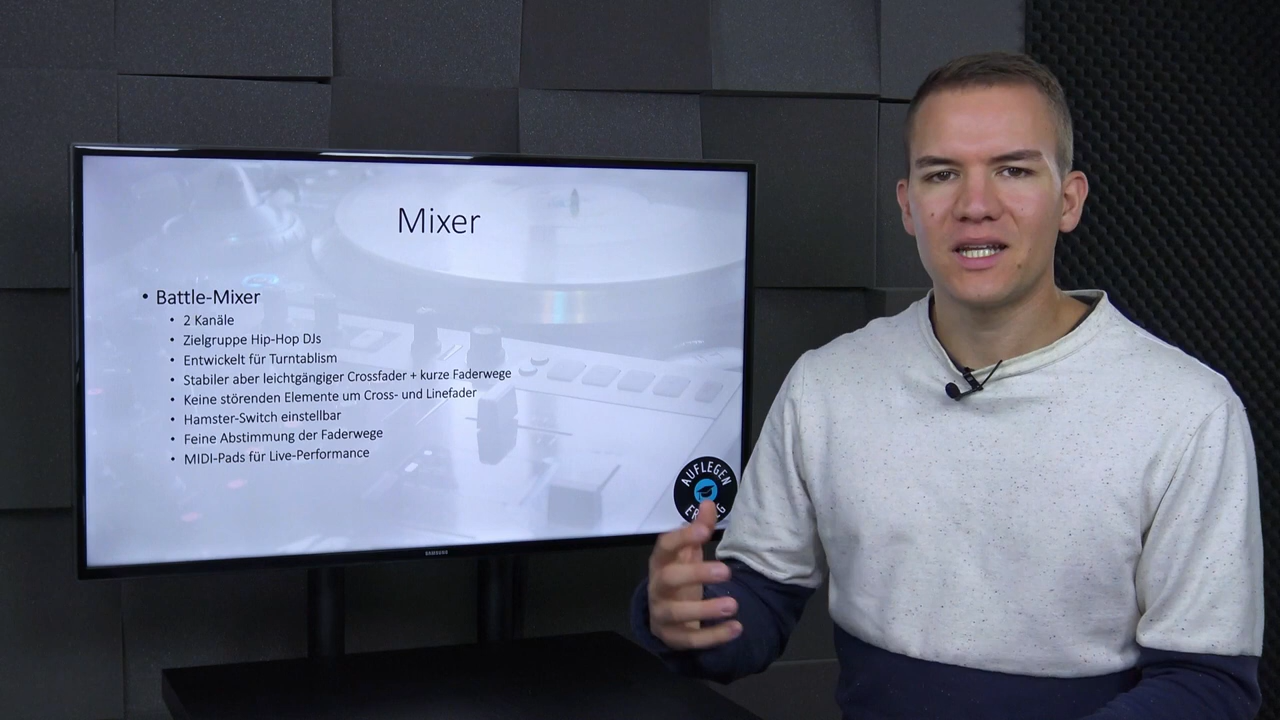 Mixer
• Battle-Mixer
• 2 Kanäle
• Zielgruppe Hip-Hop DJs
• Entwickelt für Turntablism
• Stabiler aber leichtgängiger Crossfader + kurze Faderwege
• Keine störenden Elemente um Cross- und Linefader
• Hamster-Switch einstellbar
• Feine Abstimmung der Faderwege
• MIDI-Pads für Live-Performance
AUFLEGEN
SAMSUNG